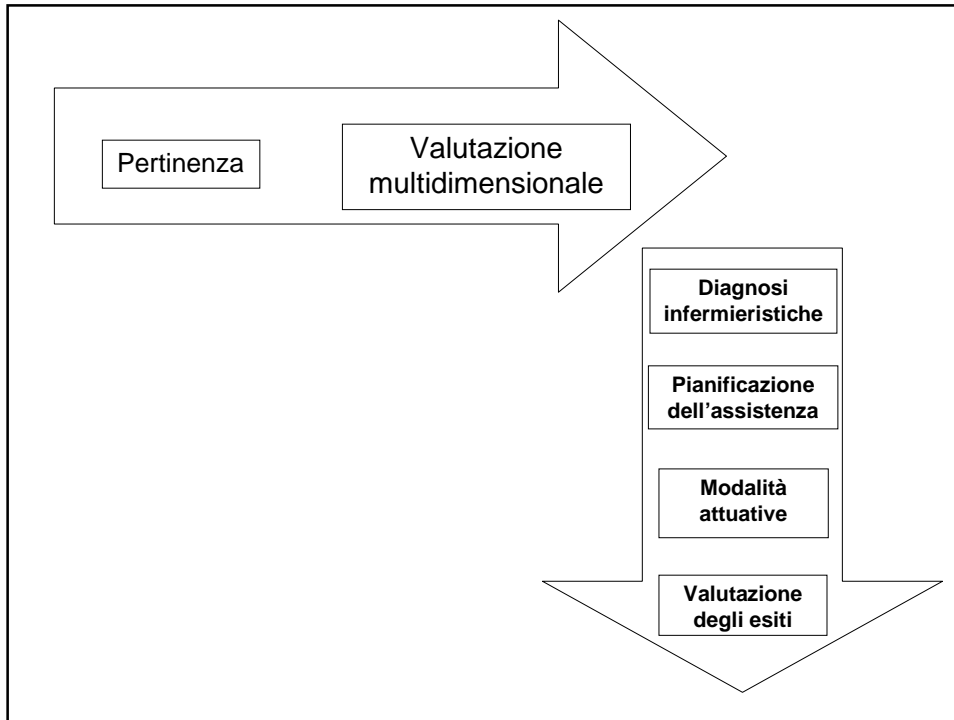 Pertinenza
Valutazione
multidimensionale
Diagnosi
infermieristiche
Pianificazione
dell’assistenza
Modalità
attuative
Valutazione
degli esiti